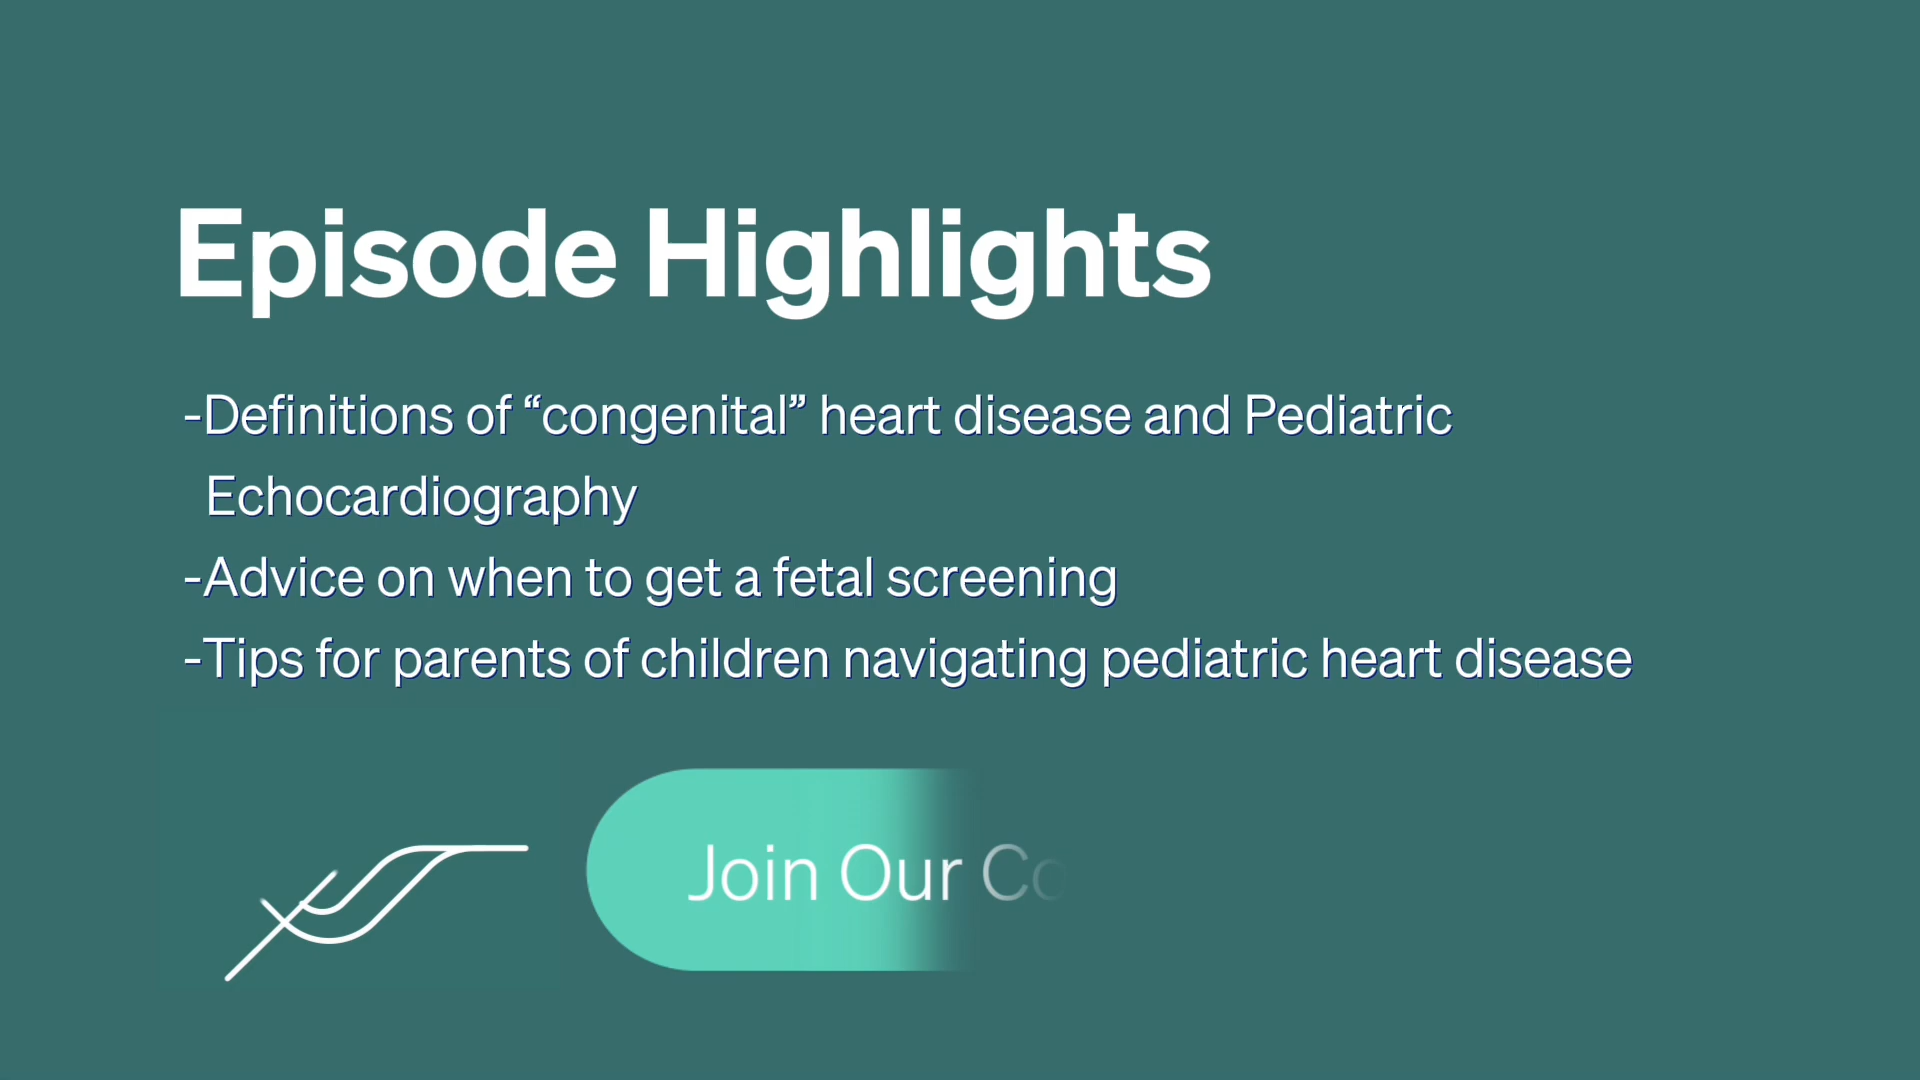 Episode Highlights
-Definitions of “congenital” heart disease and Pediatric
Echocardiography
-Advice on when to get a fetal screening
-Tips for parents of children navigating pediatric heart disease
Join Our